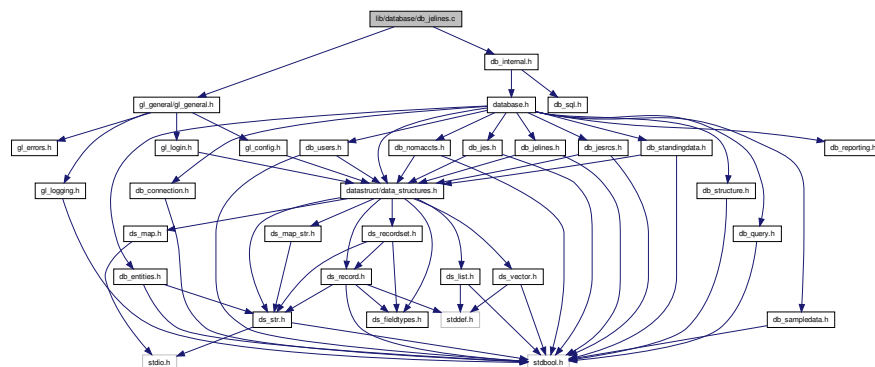 lib/database/db_jelines.c
db_internal.h
gl_general/gl_general.h
database.h
db_sql.h
gl_errors.h
gl_login.h
gl_config.h
db_users.h
db_nomaccts.h
db_jes.h
db_jelines.h
db_jesrcs.h
db_standingdata.h
db_reporting.h
gl_logging.h
db_connection.h
datastruct/data_structures.h
db_structure.h
ds_map.h
ds_map_str.h
ds_recordset.h
db_query.h
db_entities.h
ds_record.h
ds_list.h
ds_vector.h
ds_str.h
ds_fieldtypes.h
stddef.h
db_sampledata.h
stdio.h
stdbool.h